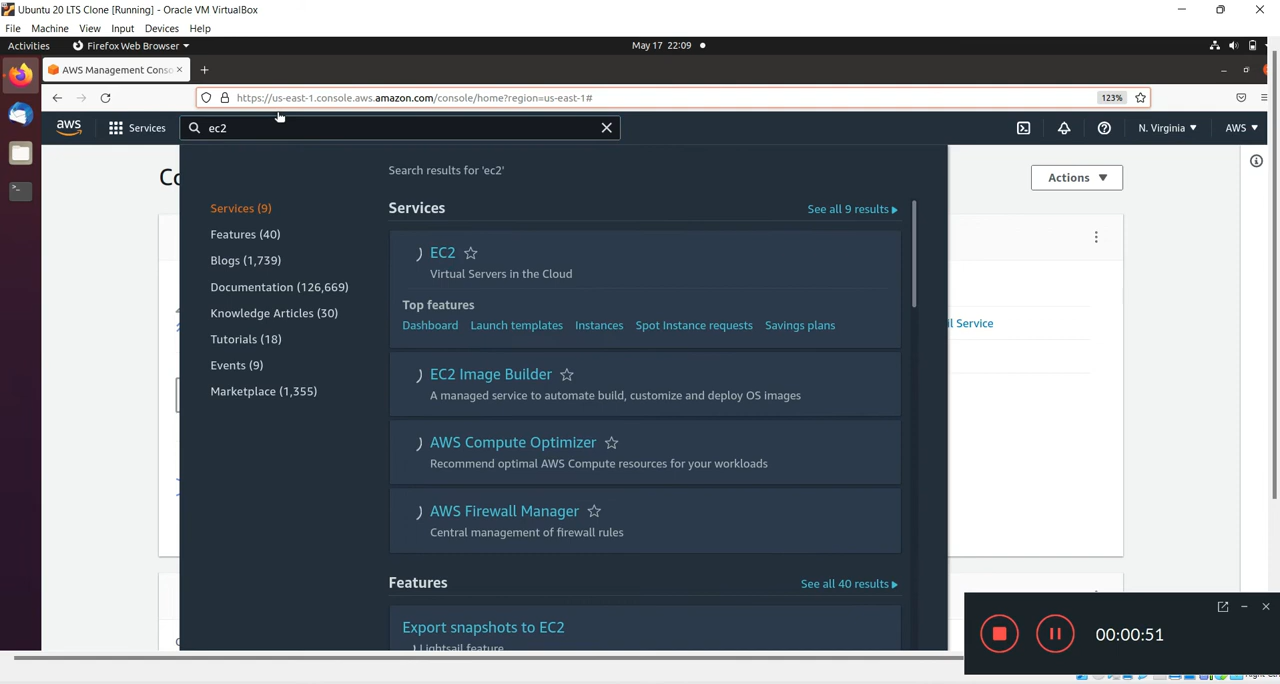 Ubuntu 20 LTS Clone [Running] - Oracle VM VirtualBox
File Machine View Input Devices Help
Activities Firefox Web Browser May 17 22:09
AWS Management Conso
https://us-east-1.console.aws.amazon.com/console/home?region=us-east-1# 123%
aws Services ec2 N. Virginia AWS
Search results for 'ec2'
Co
Actions
Services (9)
Features (40)
Blogs (1,739)
Documentation (126,669)
Knowledge Articles (30)
Tutorials (18)
Events (9)
Marketplace (1,355)
Services See all 9 results
EC2
Virtual Servers in the Cloud
Top features
Dashboard Launch templates Instances Spot Instance requests Savings plans
EC2 Image Builder
A managed service to automate build, customize and deploy OS images
AWS Compute Optimizer
Recommend optimal AWS Compute resources for your workloads
AWS Firewall Manager
Central management of firewall rules
Features See all 40 results
Export snapshots to EC2
Lightsail feature
l Service
00:00:51